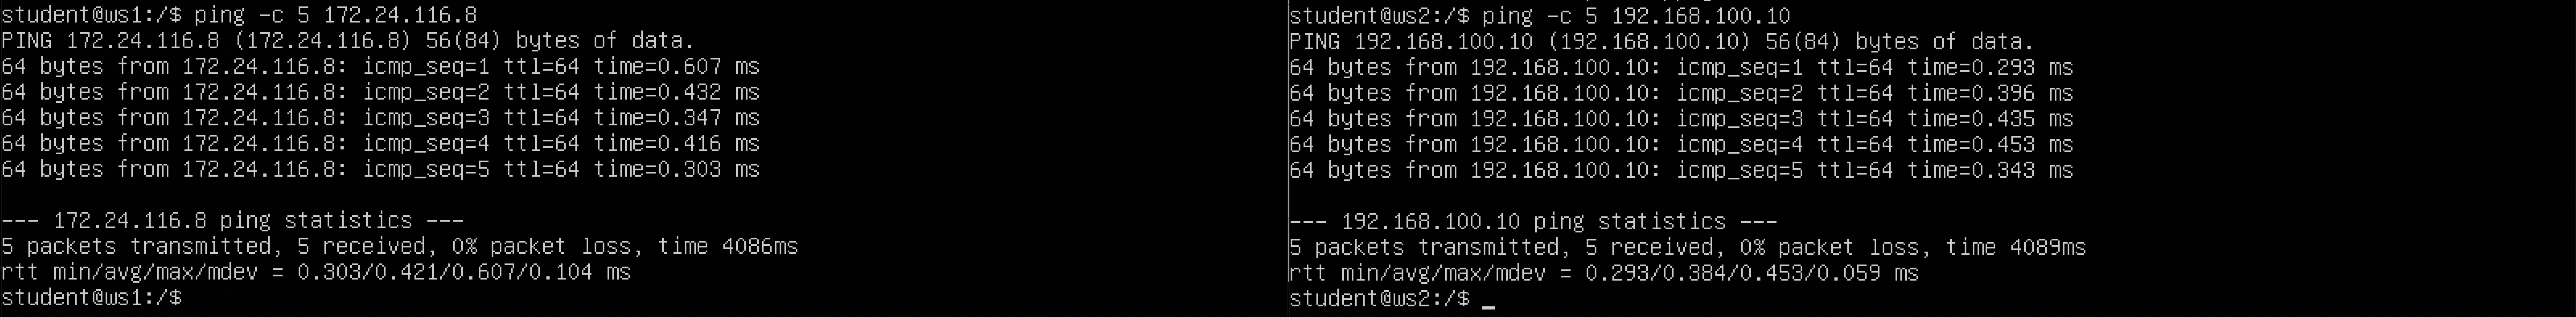 student@ws1:/$ ping -c 5 172.24.116.8
PING 172.24.116.8 (172.24.116.8) 56(84) bytes of data.
64 bytes from 172.24.116.8: icmp_seq=1 ttl=64 time=0.607 ms
64 bytes from 172.24.116.8: icmp_seq=2 ttl=64 time=0.432 ms
64 bytes from 172.24.116.8: icmp_seq=3 ttl=64 time=0.347 ms
64 bytes from 172.24.116.8: icmp_seq=4 ttl=64 time=0.416 ms
64 bytes from 172.24.116.8: icmp_seq=5 ttl=64 time=0.303 ms
--- 172.24.116.8 ping statistics ---
5 packets transmitted, 5 received, 0% packet loss, time 4086ms
rtt min/avg/max/mdev = 0.303/0.421/0.607/0.104 ms
student@ws1:/$
student@ws2:/$ ping -c 5 192.168.100.10
PING 192.168.100.10 (192.168.100.10) 56(84) bytes of data.
64 bytes from 192.168.100.10: icmp_seq=1 ttl=64 time=0.293 ms
64 bytes from 192.168.100.10: icmp_seq=2 ttl=64 time=0.396 ms
64 bytes from 192.168.100.10: icmp_seq=3 ttl=64 time=0.435 ms
64 bytes from 192.168.100.10: icmp_seq=4 ttl=64 time=0.453 ms
64 bytes from 192.168.100.10: icmp_seq=5 ttl=64 time=0.343 ms
--- 192.168.100.10 ping statistics ---
5 packets transmitted, 5 received, 0% packet loss, time 4089ms
rtt min/avg/max/mdev = 0.293/0.384/0.453/0.059 ms
student@ws2:/$ _